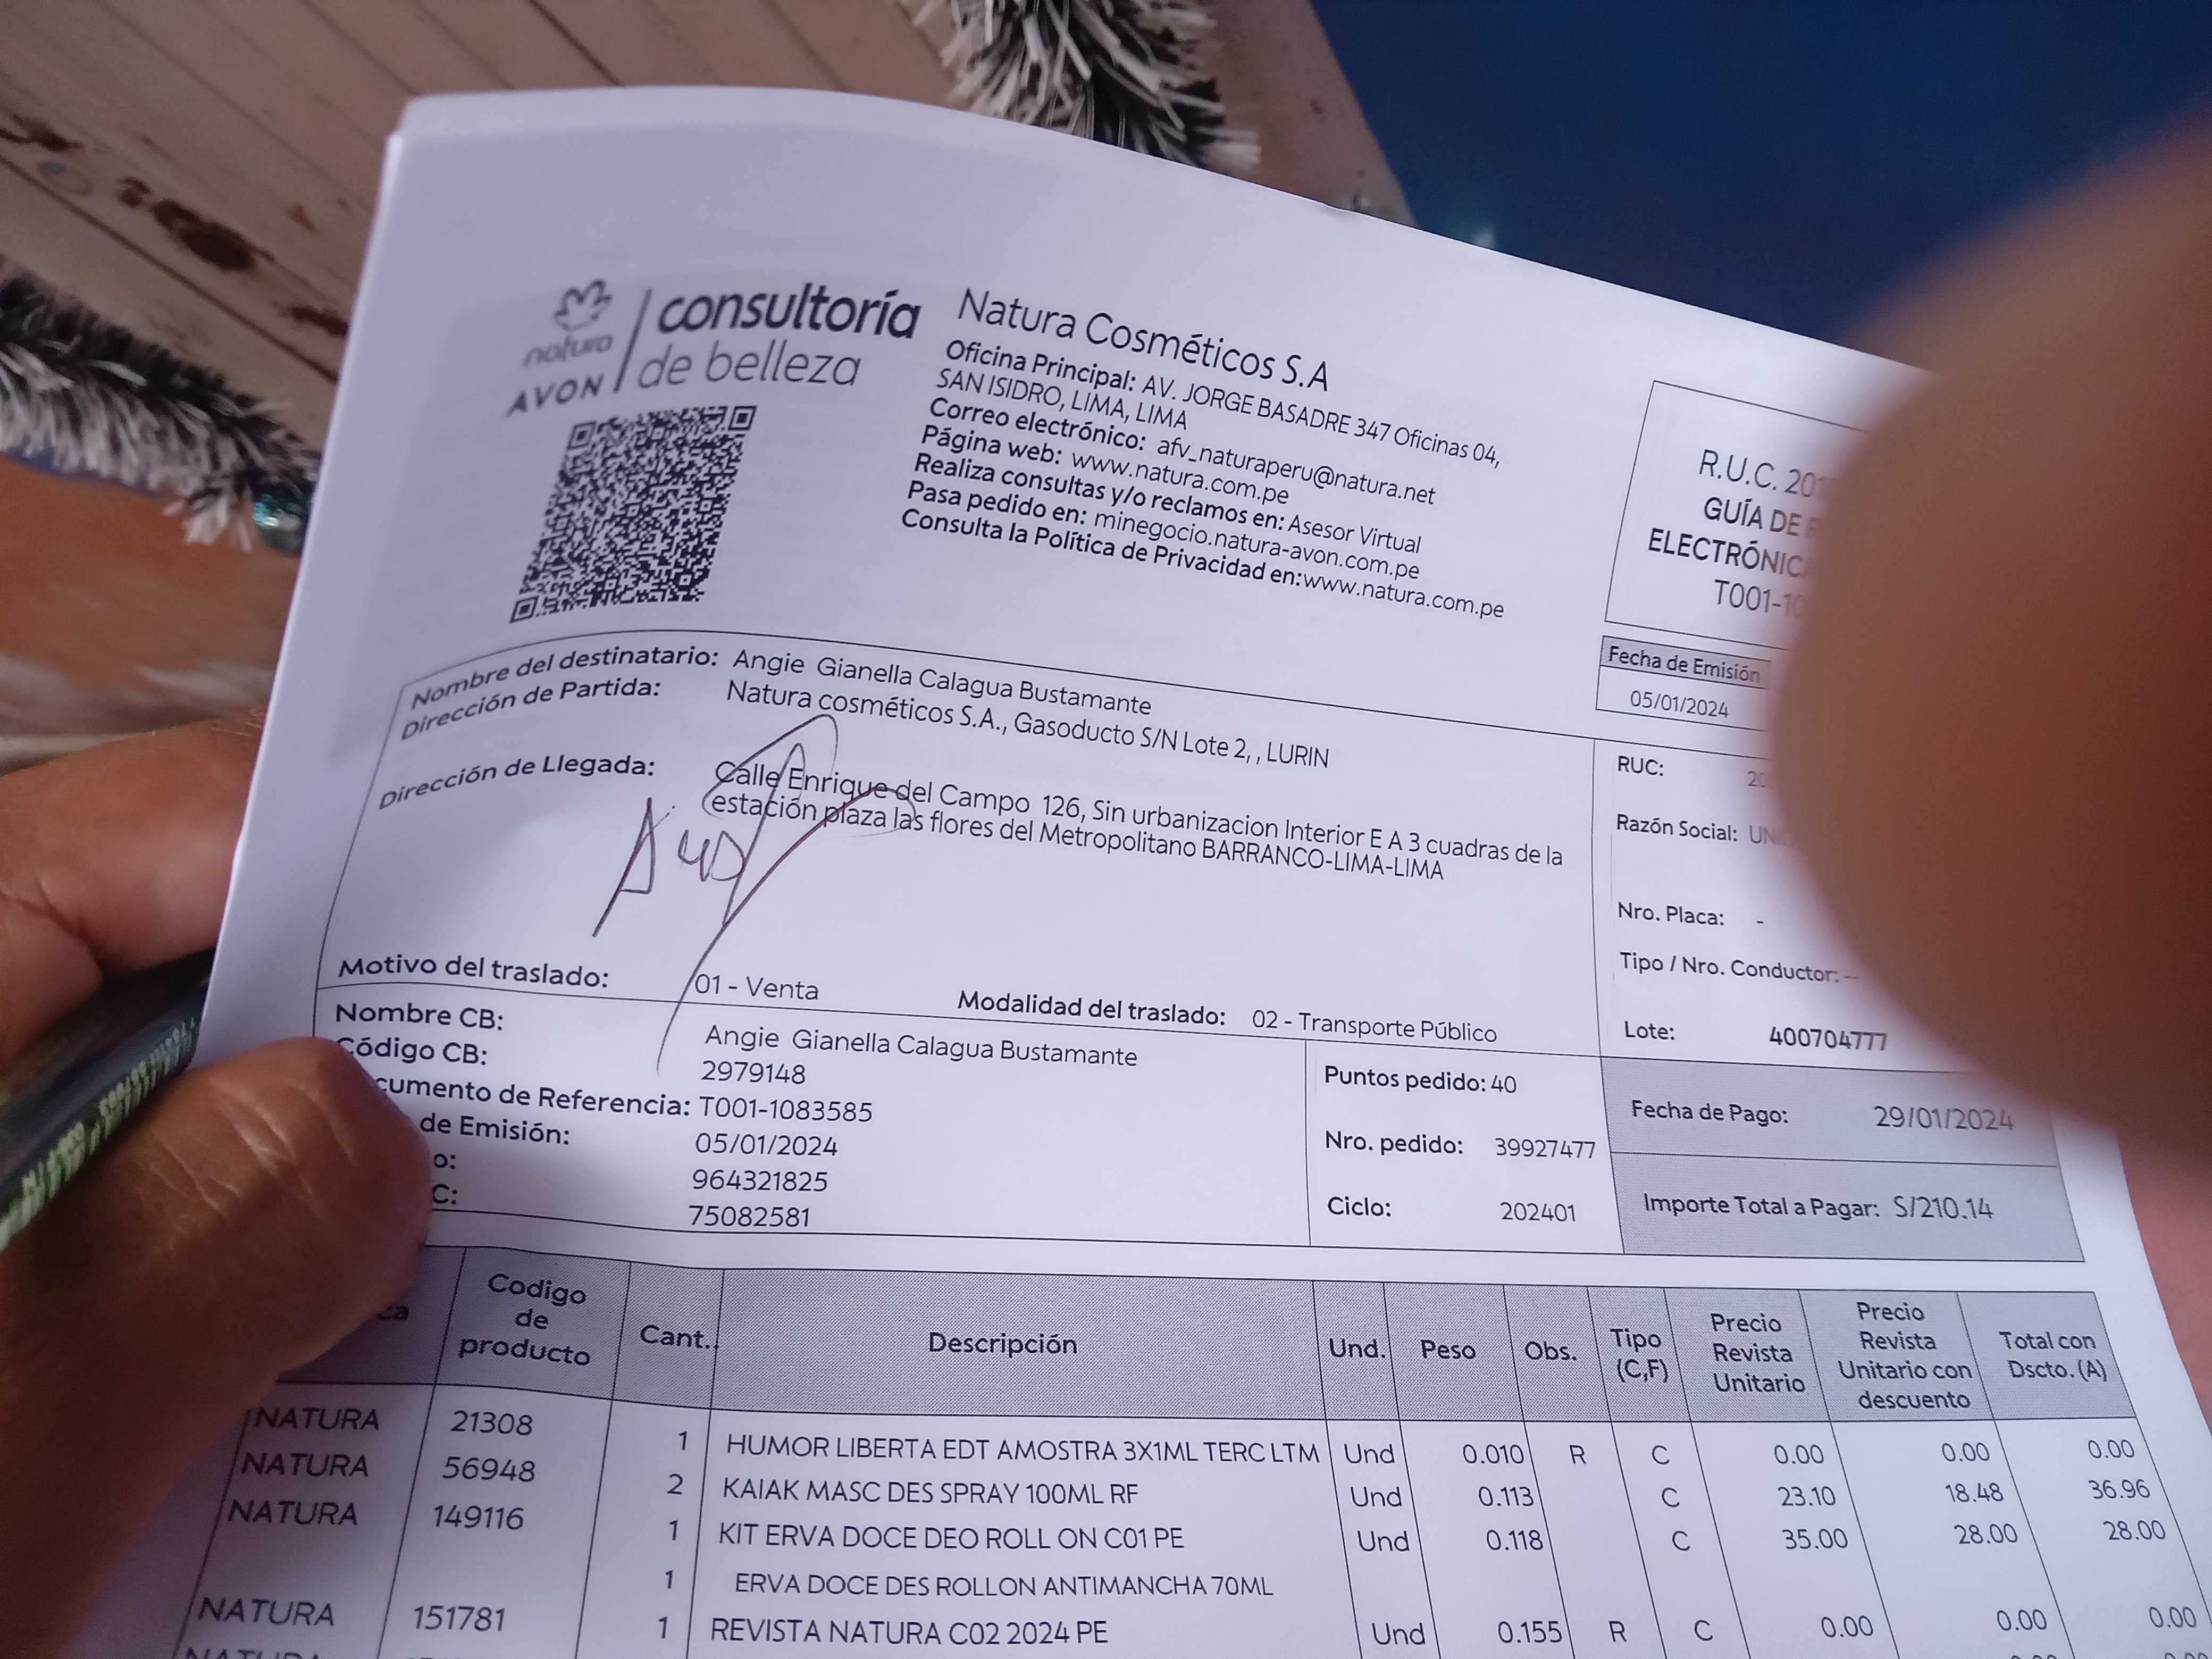 natura
AVON
consultoría
de belleza
Natura Cosméticos S.A
Oficina Principal: AV. JORGE BASADRE 347 Oficinas 04,
SAN ISIDRO, LIMA, LIMA
Correo electrónico: afv_naturaperu@natura.net
Página web: www.natura.com.pe
Realiza consultas y/o reclamos en: Asesor Virtual
Pasa pedido en: minegocio.natura-avon.com.pe
Consulta la Política de Privacidad en:www.natura.com.pe
R.U.C. 201
GUÍA DE
ELECTRÓNIC
T001-10
Fecha de Emisión
05/01/2024
Nombre del destinatario: Angie Gianella Calagua Bustamante
Dirección de Partida: Natura cosméticos S.A., Gasoducto S/N Lote 2, , LURIN
Dirección de Llegada: Calle Enrique del Campo 126, Sin urbanizacion Interior E A 3 cuadras de la
estación plaza las flores del Metropolitano BARRANCO-LIMA-LIMA
Motivo del traslado: 01 - Venta Modalidad del traslado: 02 - Transporte Público
RUC: 20
Razón Social: UN
Nro. Placa: -
Tipo / Nro. Conductor: --
Lote: 400704777
Nombre CB: Angie Gianella Calagua Bustamante
Código CB: 2979148
cumento de Referencia: T001-1083585
de Emisión: 05/01/2024
o: 964321825
C: 75082581
Puntos pedido: 40
Nro. pedido: 39927477
Ciclo: 202401
Fecha de Pago: 29/01/2024
Importe Total a Pagar: S/210.14
ca Codigo de producto Cant. Descripción Und. Peso Obs. Tipo (C,F) Precio Revista Unitario Precio Revista Unitario con descuento Total con Dscto. (A)
NATURA 21308 1 HUMOR LIBERTA EDT AMOSTRA 3X1ML TERC LTM Und 0.010 R C 0.00 0.00 0.00
NATURA 56948 2 KAIAK MASC DES SPRAY 100ML RF Und 0.113 C 23.10 18.48 36.96
NATURA 149116 1 KIT ERVA DOCE DEO ROLL ON C01 PE Und 0.118 C 35.00 28.00 28.00
1 ERVA DOCE DES ROLLON ANTIMANCHA 70ML
NATURA 151781 1 REVISTA NATURA C02 2024 PE Und 0.155 R C 0.00 0.00 0.00